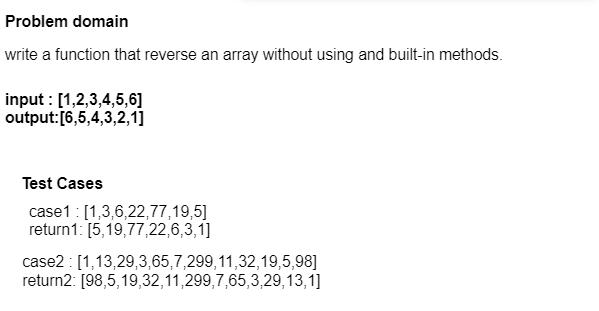 Problem domain
write a function that reverse an array without using and built-in methods.
input : [1,2,3,4,5,6]
output:[6,5,4,3,2,1]
Test Cases
case1 : [1,3,6,22,77,19,5]
return1: [5,19,77,22,6,3,1]
case2 : [1,13,29,3,65,7,299,11,32,19,5,98]
return2: [98,5,19,32,11,299,7,65,3,29,13,1]